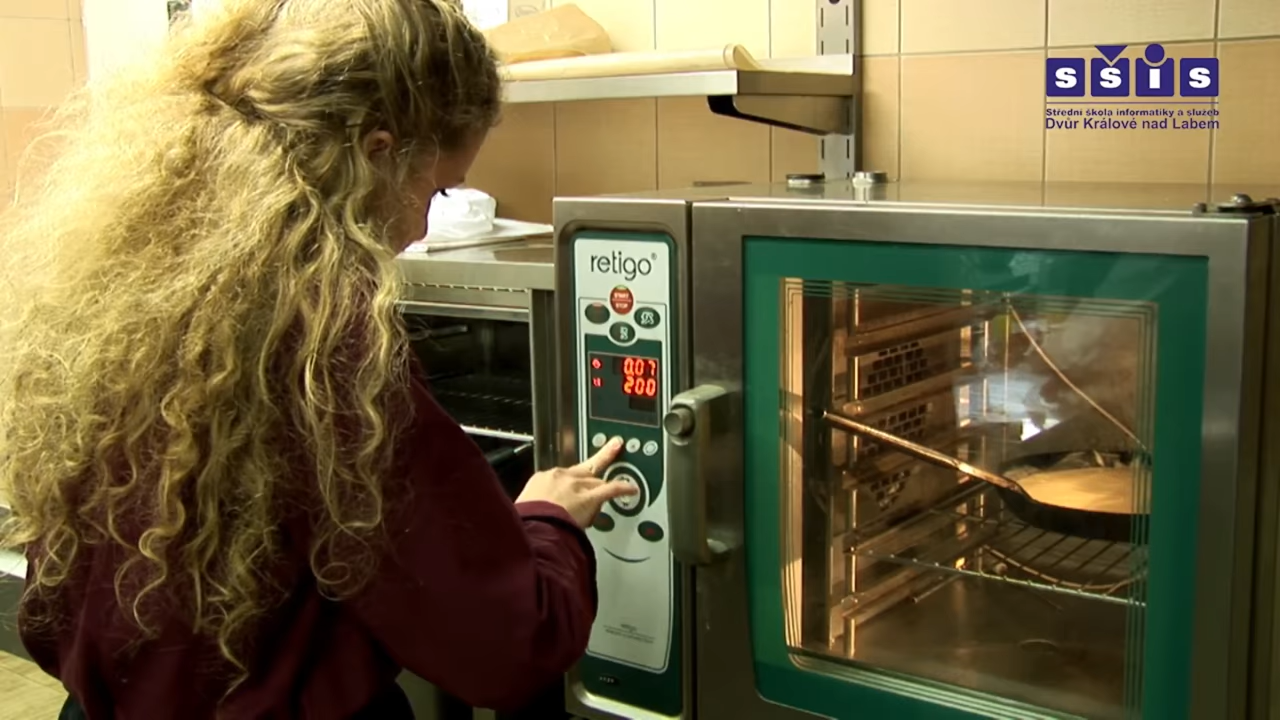 sšis
Střední škola informatiky a služeb
Dvůr Králové nad Labem
retigo®
START
STOP
0.07
200